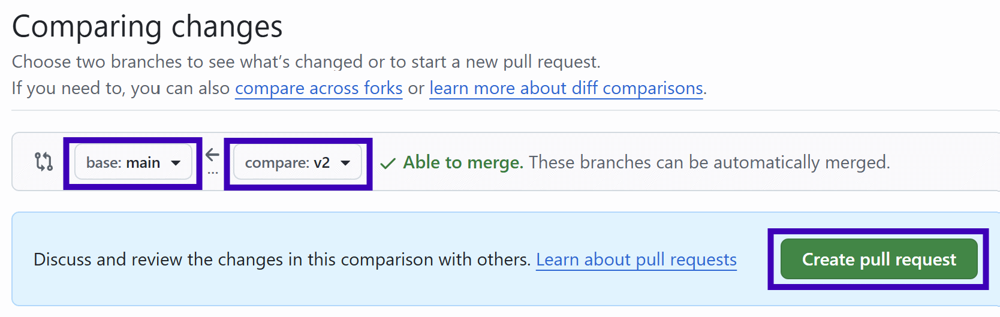 Comparing changes
Choose two branches to see what's changed or to start a new pull request.
If you need to, you can also compare across forks or learn more about diff comparisons.
base: main ... compare: v2 Able to merge. These branches can be automatically merged.
Discuss and review the changes in this comparison with others. Learn about pull requests Create pull request